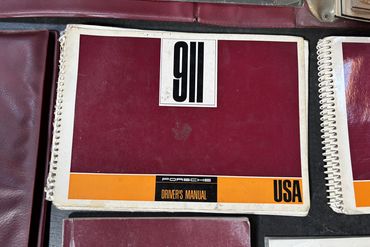 911
PORSCHE
DRIVER'S MANUAL
USA